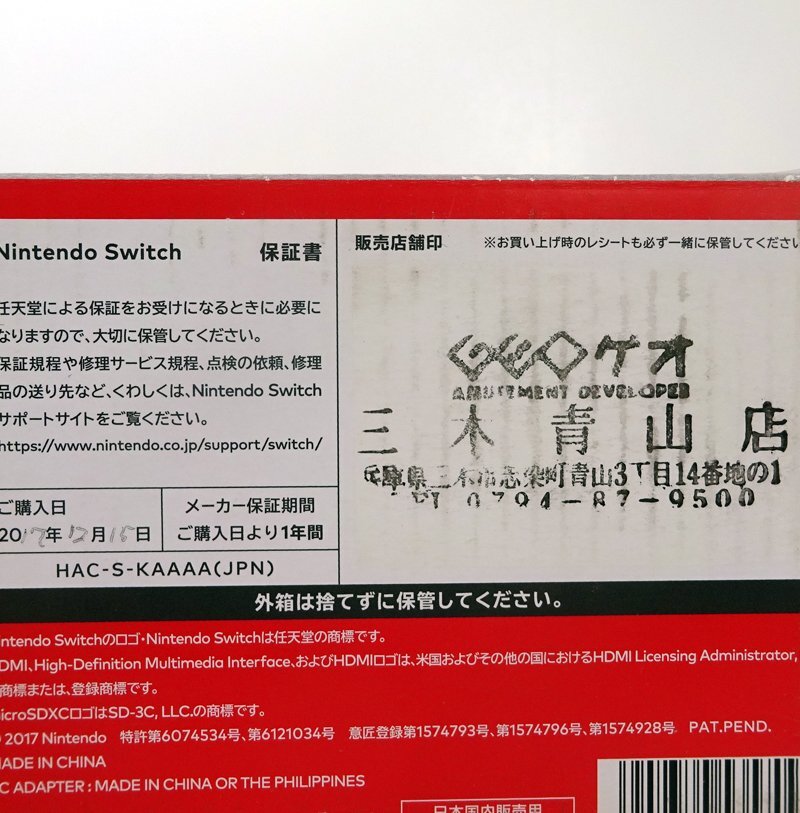 Nintendo Switch 保証書
任天堂による保証をお受けになるときに必要に
なりますので、大切に保管してください。
保証規程や修理サービス規程、点検の依頼、修理
品の送り先など、くわしくは、Nintendo Switch
サポートサイトをご覧ください。
https://www.nintendo.co.jp/support/switch/
ご購入日
2017年12月15日
メーカー保証期間
ご購入日より1年間
HAC-S-KAAAA(JPN)
販売店舗印 ※お買い上げ時のレシートも必ず一緒に保管してください
GEO ゲオ
AMUSEMENT DEVELOPER
三木青山店
兵庫県三木市志染町青山3丁目14番地の1
TEL 0794-87-9500
外箱は捨てずに保管してください。
intendo Switchのロゴ・Nintendo Switchは任天堂の商標です。
DMI、High-Definition Multimedia Interface、およびHDMIロゴは、米国およびその他の国におけるHDMI Licensing Administrator,
商標または、登録商標です。
icroSDXCロゴはSD-3C, LLC.の商標です。
© 2017 Nintendo 特許第6074534号、第6121034号 意匠登録第1574793号、第1574796号、第1574928号 PAT.PEND.
ADE IN CHINA
C ADAPTER : MADE IN CHINA OR THE PHILIPPINES
日本国内販売用